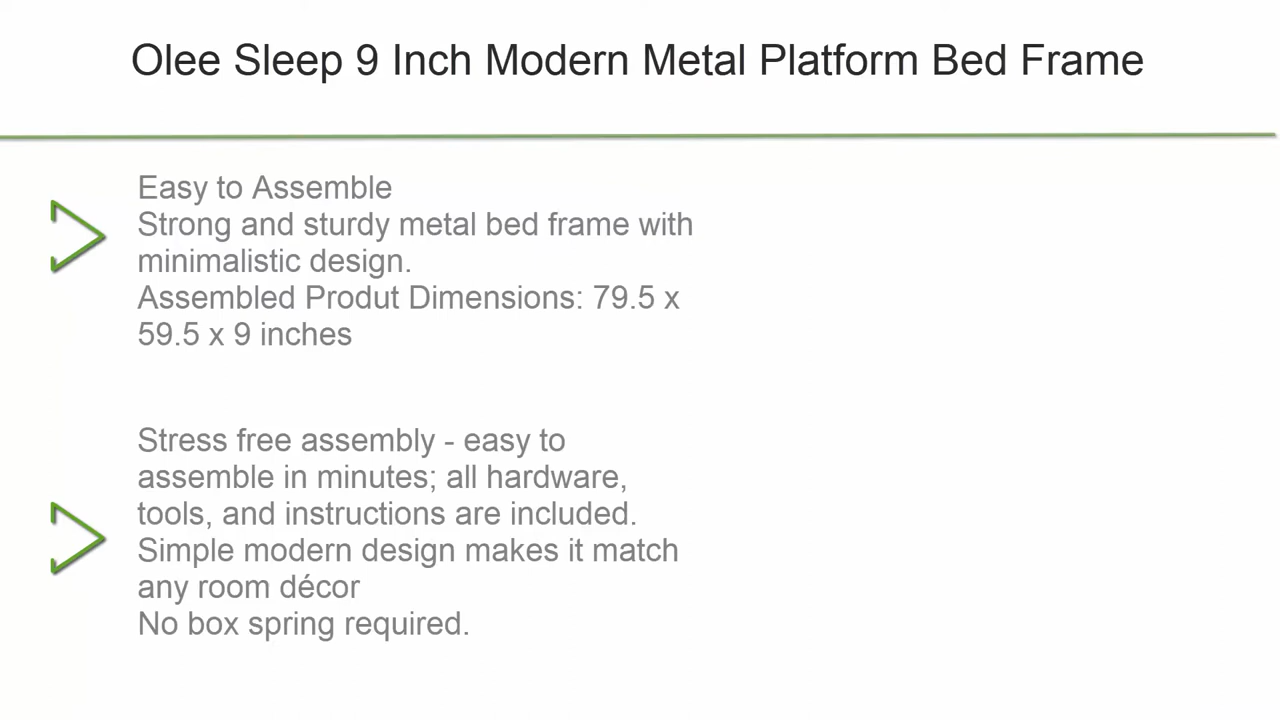 Olee Sleep 9 Inch Modern Metal Platform Bed Frame
Easy to Assemble
Strong and sturdy metal bed frame with
minimalistic design.
Assembled Produt Dimensions: 79.5 x
59.5 x 9 inches
Stress free assembly - easy to
assemble in minutes; all hardware,
tools, and instructions are included.
Simple modern design makes it match
any room décor
No box spring required.